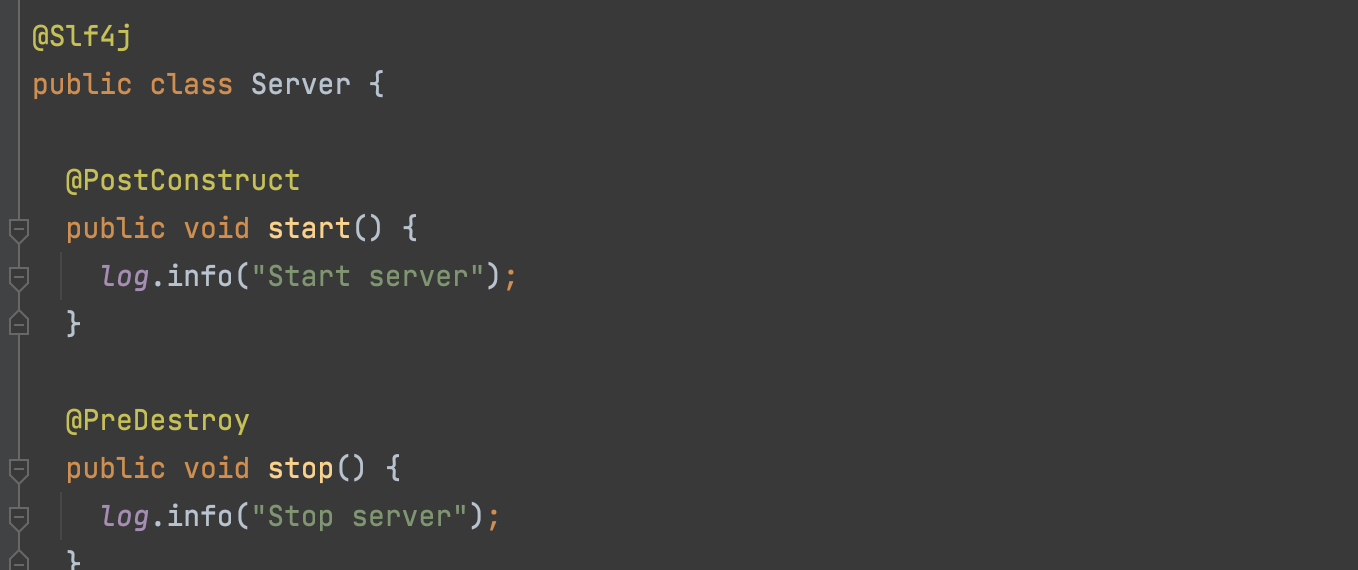 @Slf4j
public class Server {
@PostConstruct
public void start() {
log.info("Start server");
}
@PreDestroy
public void stop() {
log.info("Stop server");
}